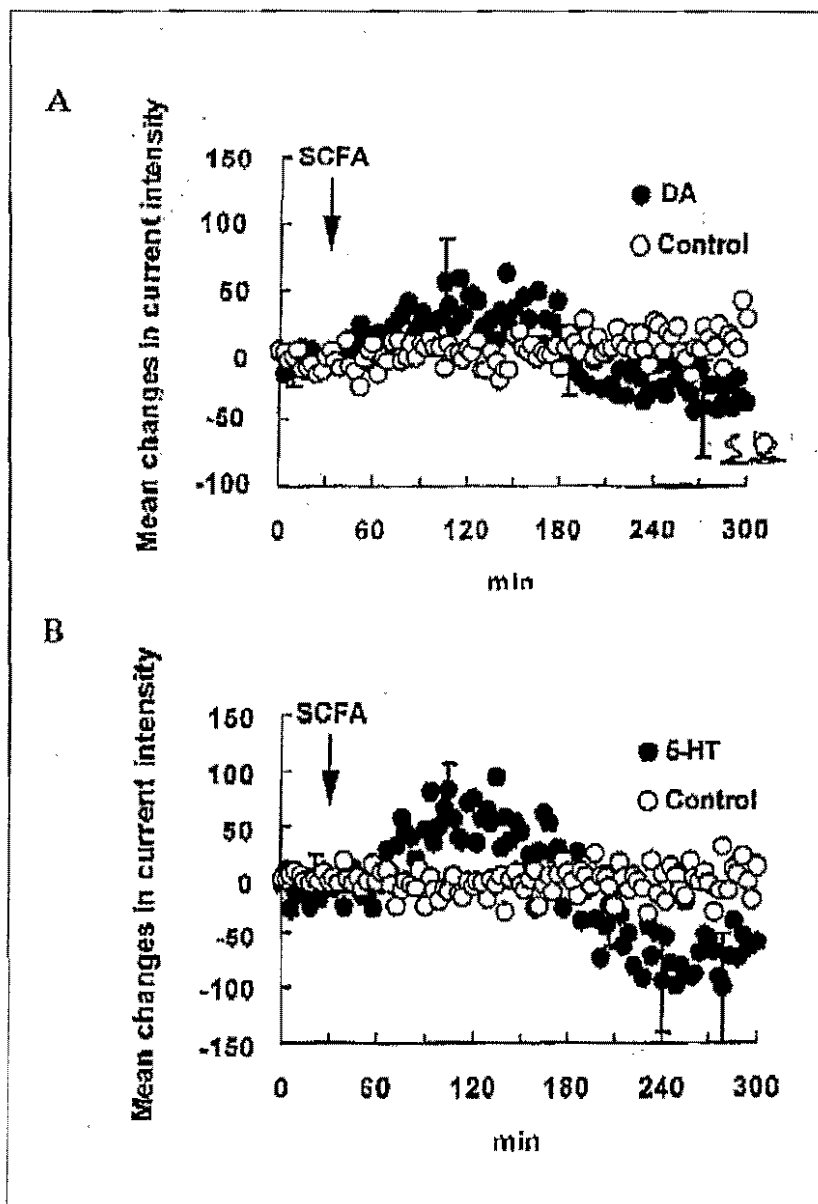 A
Mean changes in current intensity
150
100
50
0
-50
-100
SCFA
DA
Control
0 60 120 180 240 300
min
B
Mean changes in current intensity
150
100
50
0
-50
-100
-150
SCFA
5-HT
Control
0 60 120 180 240 300
min